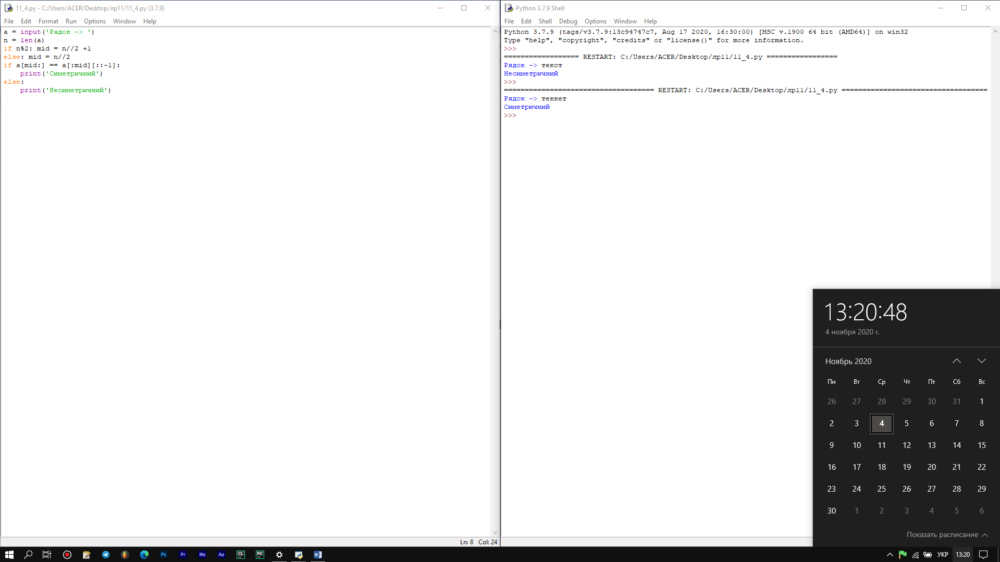 11_4.py - C:/Users/ACER/Desktop/лр11/11_4.py (3.7.9)
File Edit Format Run Options Window Help
a = input('Рядок -> ')
n = len(a)
if n%2: mid = n//2 +1
else: mid = n//2
if a[mid:] == a[:mid][::-1]:
    print('Симетричний')
else:
    print('Несиметричний')
Ln: 8 Col: 24
Python 3.7.9 Shell
File Edit Shell Debug Options Window Help
Python 3.7.9 (tags/v3.7.9:13c94747c7, Aug 17 2020, 16:30:00) [MSC v.1900 64 bit (AMD64)] on win32
Type "help", "copyright", "credits" or "license()" for more information.
>>>
================== RESTART: C:/Users/ACER/Desktop/лр11/11_4.py =================
Рядок -> текст
Несиметричний
>>>
==================================== RESTART: C:/Users/ACER/Desktop/лр11/11_4.py ===================================
Рядок -> теккет
Симетричний
>>>
13:20:48
4 ноября 2020 г.
Ноябрь 2020
Пн Вт Ср Чт Пт Сб Вс
26 27 28 29 30 31 1
2 3 4 5 6 7 8
9 10 11 12 13 14 15
16 17 18 19 20 21 22
23 24 25 26 27 28 29
30 1 2 3 4 5 6
Показать расписание
Ps Pr Me Ae CL PC УКР 13:20